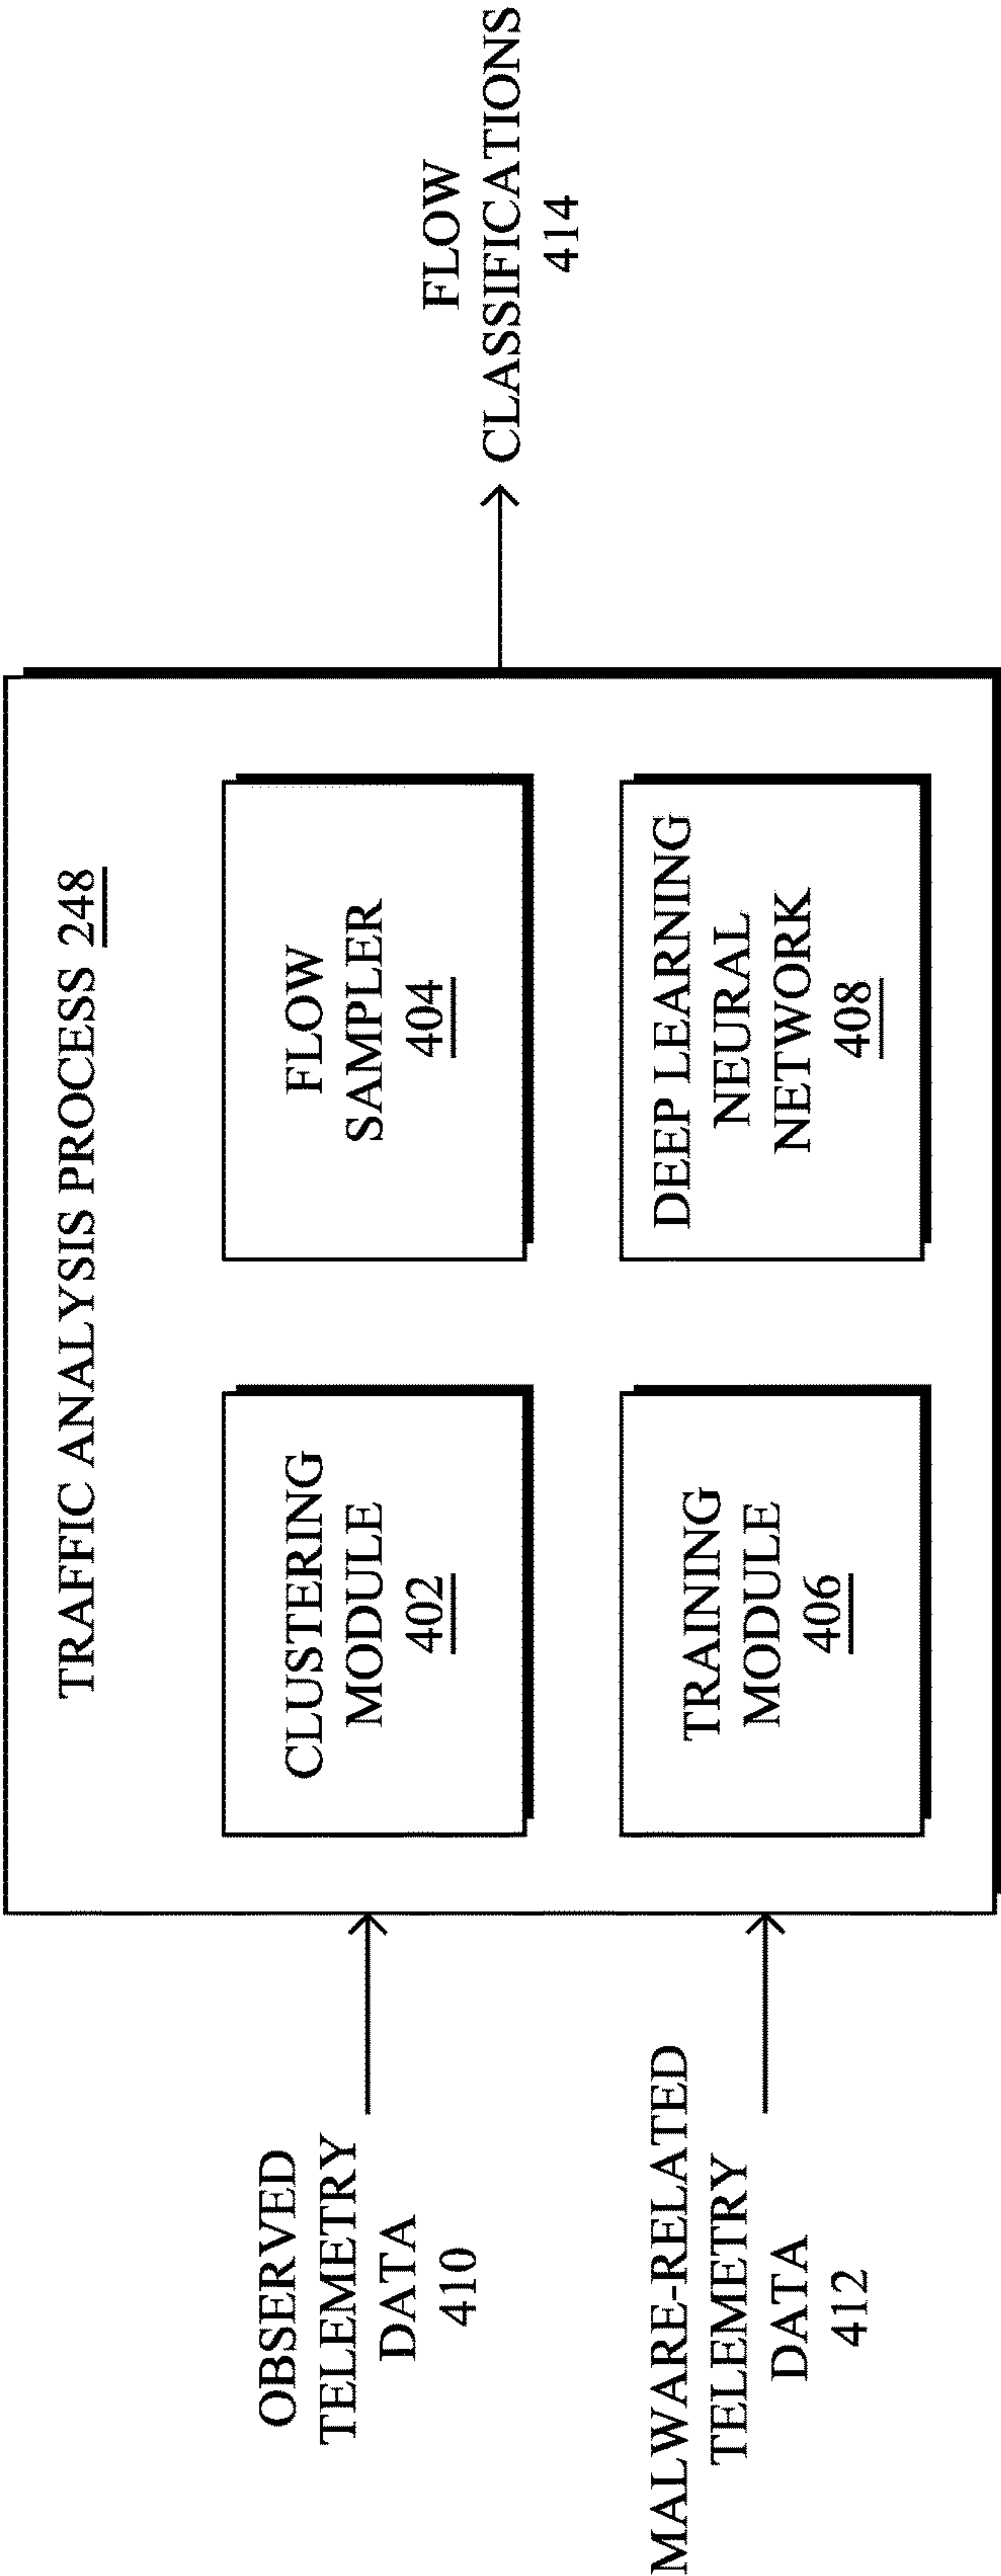 TRAFFIC ANALYSIS PROCESS 248
OBSERVED
TELEMETRY
DATA
410
MALWARE-RELATED
TELEMETRY
DATA
412
CLUSTERING
MODULE
402
FLOW
SAMPLER
404
TRAINING
MODULE
406
DEEP LEARNING
NEURAL
NETWORK
408
FLOW
CLASSIFICATIONS
414